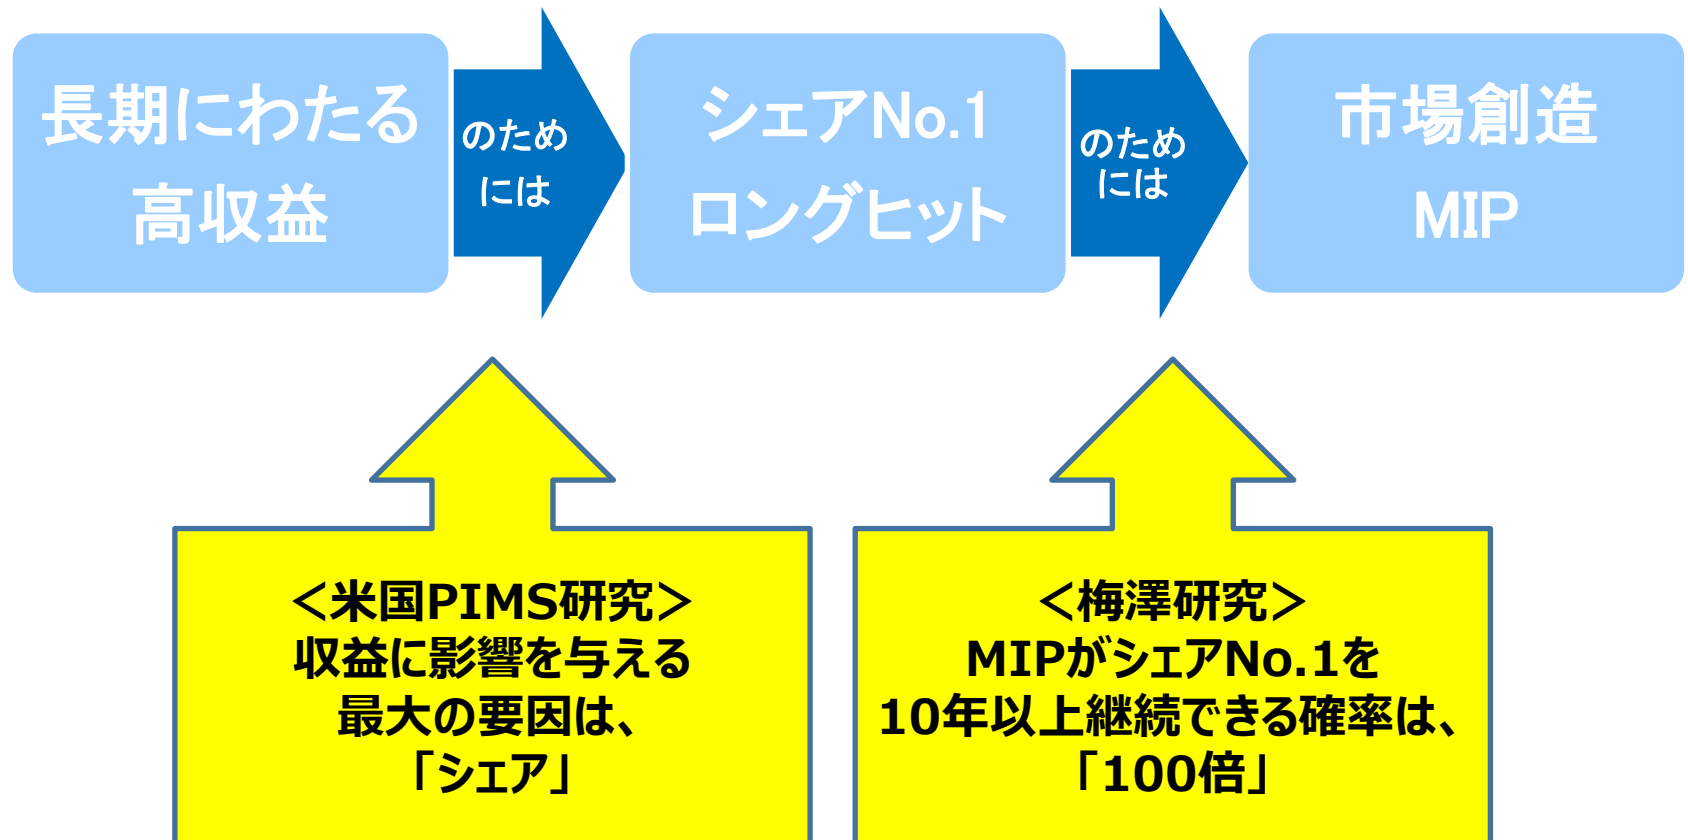 長期にわたる
高収益
のため
には
シェアNo.1
ロングヒット
のため
には
市場創造
MIP
＜米国PIMS研究＞
収益に影響を与える
最大の要因は、
「シェア」
＜梅澤研究＞
MIPがシェアNo.1を
10年以上継続できる確率は、
「100倍」